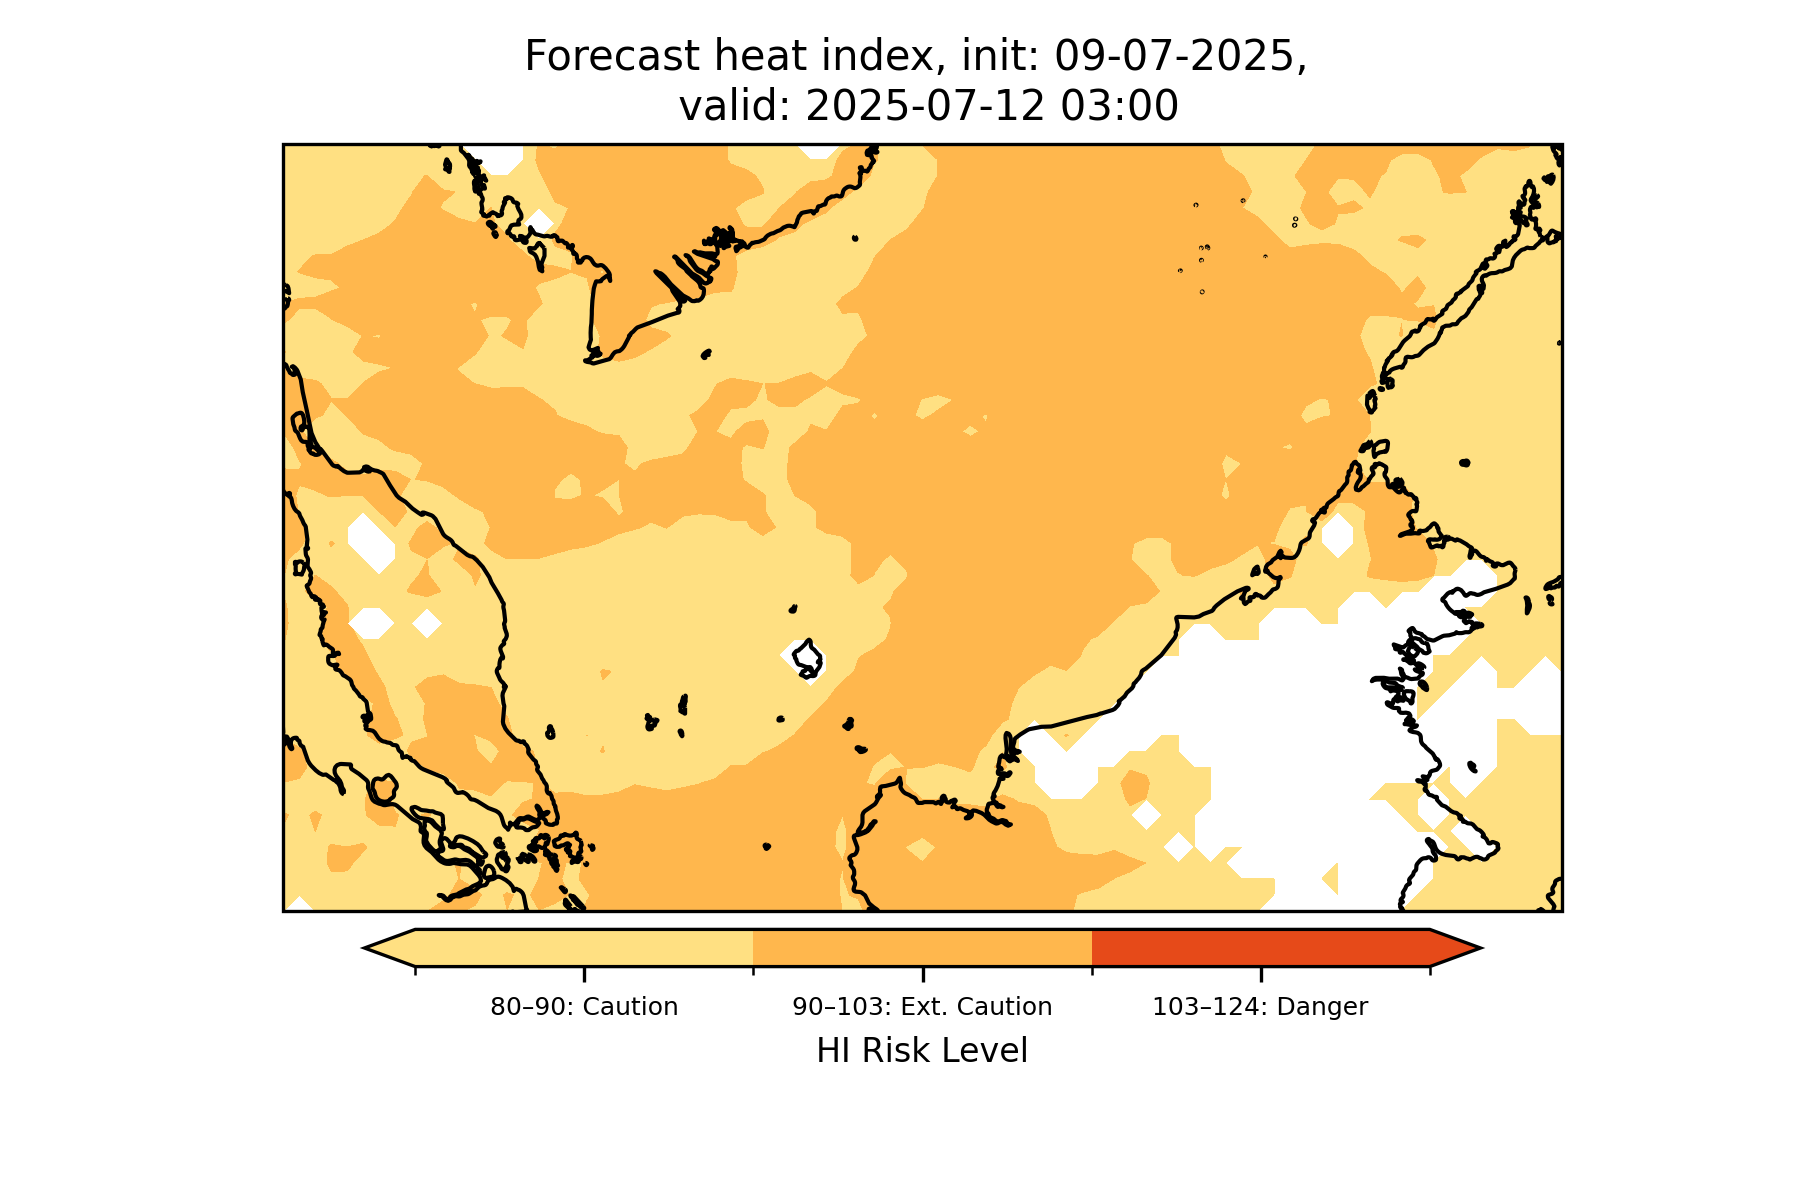 Forecast heat index, init: 09-07-2025,
valid: 2025-07-12 03:00
80–90: Caution
90–103: Ext. Caution
103–124: Danger
HI Risk Level